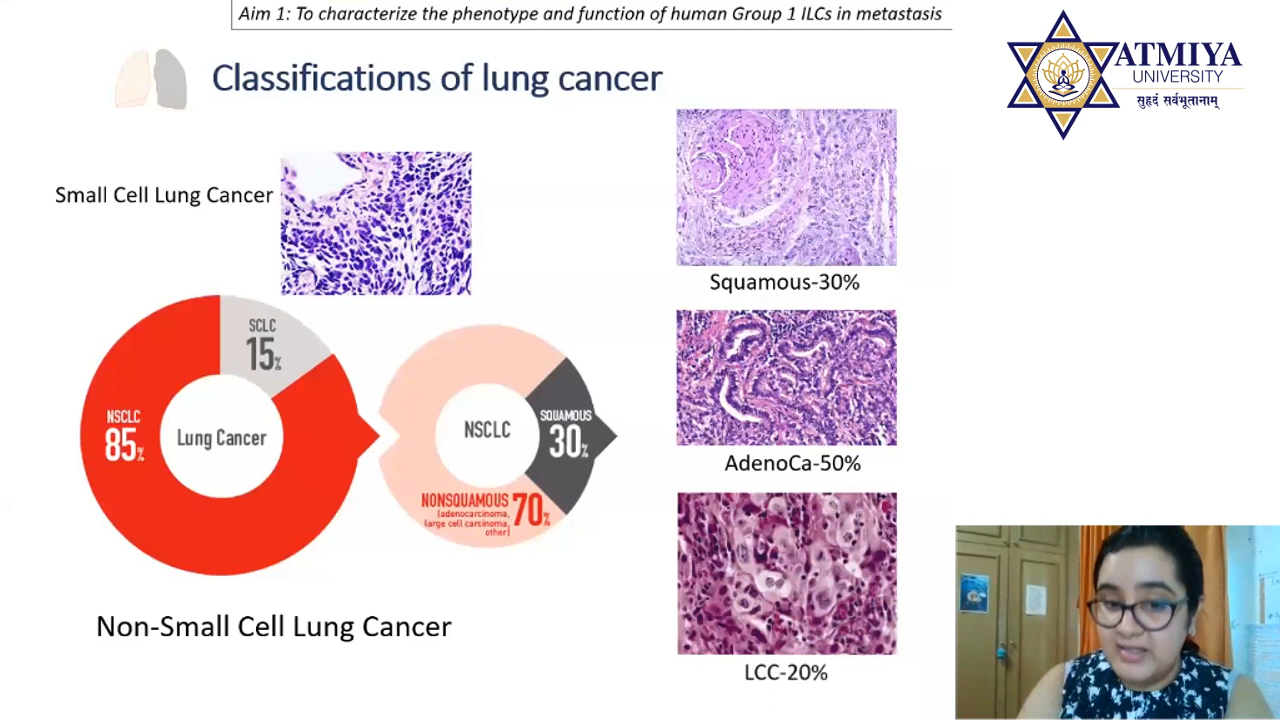 Aim 1: To characterize the phenotype and function of human Group 1 ILCs in metastasis
ATMIYA
UNIVERSITY
सुहृदं सर्वभूतानाम्
Classifications of lung cancer
Small Cell Lung Cancer
SCLC
15%
NSCLC
85%
Lung Cancer
NSCLC
SQUAMOUS
30%
NONSQUAMOUS 70%
(adenocarcinoma,
large cell carcinoma,
other)
Non-Small Cell Lung Cancer
Squamous-30%
AdenoCa-50%
LCC-20%